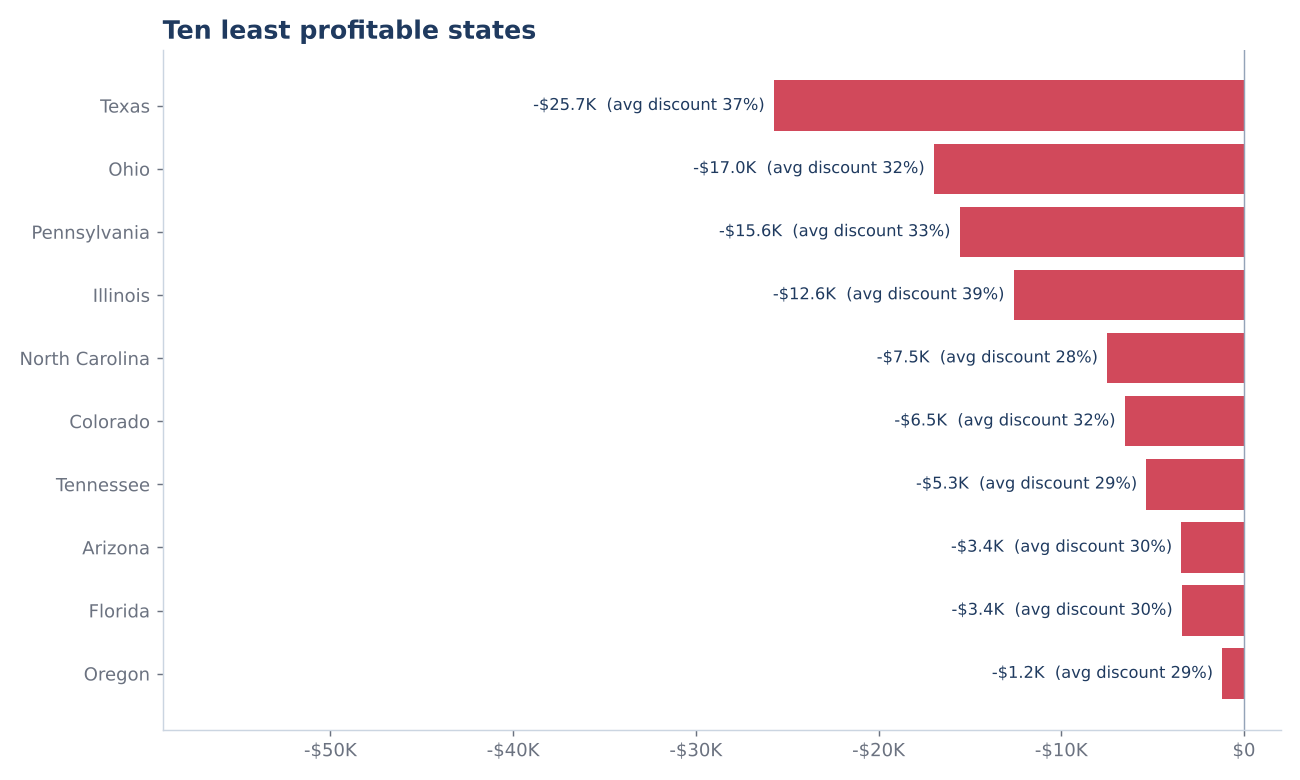 Ten least profitable states
Texas -$25.7K (avg discount 37%)
Ohio -$17.0K (avg discount 32%)
Pennsylvania -$15.6K (avg discount 33%)
Illinois -$12.6K (avg discount 39%)
North Carolina -$7.5K (avg discount 28%)
Colorado -$6.5K (avg discount 32%)
Tennessee -$5.3K (avg discount 29%)
Arizona -$3.4K (avg discount 30%)
Florida -$3.4K (avg discount 30%)
Oregon -$1.2K (avg discount 29%)
-$50K -$40K -$30K -$20K -$10K $0